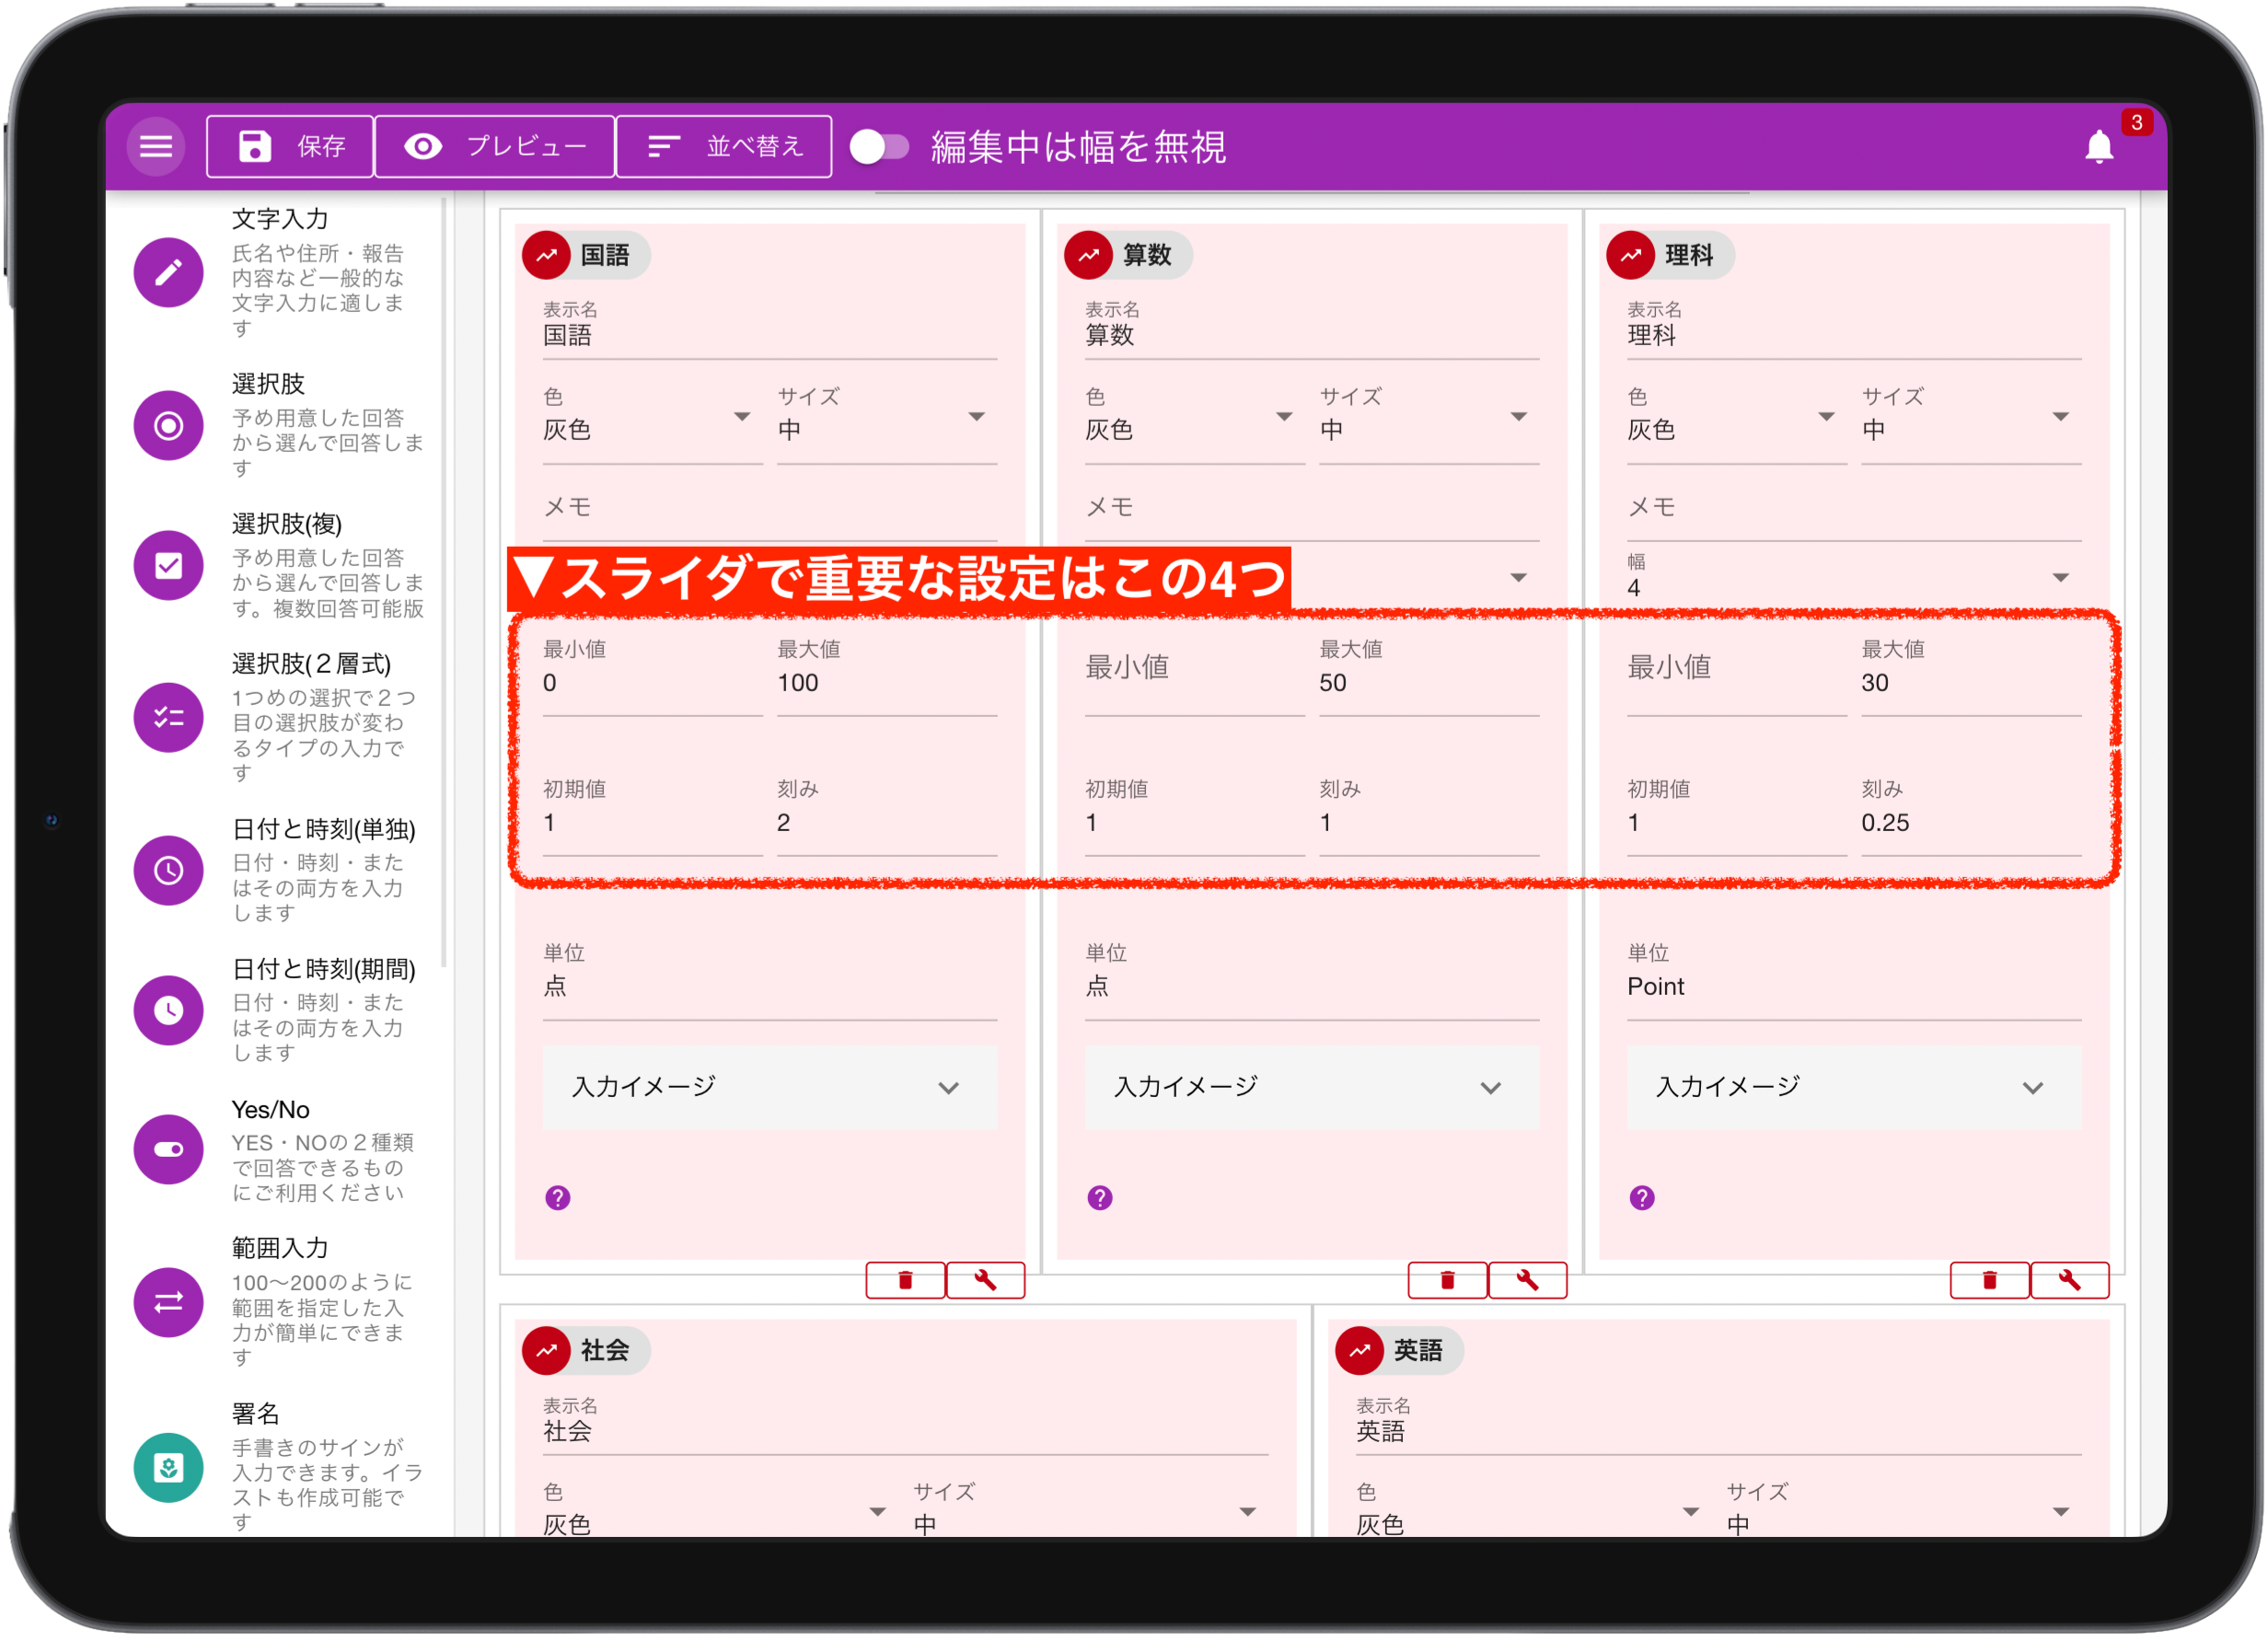 保存
プレビュー
並べ替え
編集中は幅を無視
3
文字入力
氏名や住所・報告
内容など一般的な
文字入力に適しま
す
選択肢
予め用意した回答
から選んで回答しま
す
選択肢(複)
予め用意した回答
から選んで回答しま
す。複数回答可能版
選択肢(２層式)
1つめの選択で２つ
目の選択肢が変わ
るタイプの入力で
す
日付と時刻(単独)
日付・時刻・また
はその両方を入力
します
日付と時刻(期間)
日付・時刻・また
はその両方を入力
します
Yes/No
YES・NOの２種類
で回答できるもの
にご利用ください
範囲入力
100〜200のように
範囲を指定した入
力が簡単にできま
す
署名
手書きのサインが
入力できます。イラ
ストも作成可能で
す
国語
表示名
国語
色
灰色
サイズ
中
メモ
算数
表示名
算数
色
灰色
サイズ
中
メモ
理科
表示名
理科
色
灰色
サイズ
中
メモ
幅
4
▼スライダで重要な設定はこの4つ
最小値
0
最大値
100
初期値
1
刻み
2
単位
点
入力イメージ
最小値
最大値
50
初期値
1
刻み
1
単位
点
入力イメージ
最小値
最大値
30
初期値
1
刻み
0.25
単位
Point
入力イメージ
社会
表示名
社会
色
灰色
サイズ
中
英語
表示名
英語
色
灰色
サイズ
中